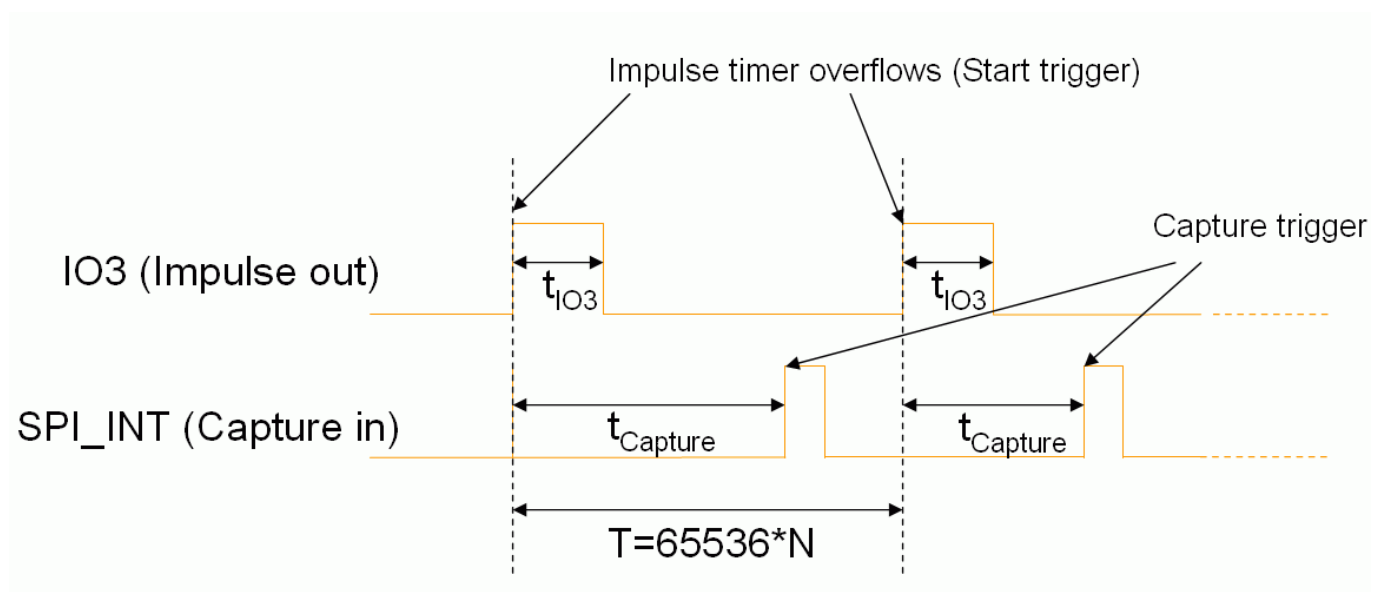 Impulse timer overflows (Start trigger)
Capture trigger
IO3 (Impulse out)
tIO3
tIO3
SPI_INT (Capture in)
tCapture
tCapture
T=65536*N